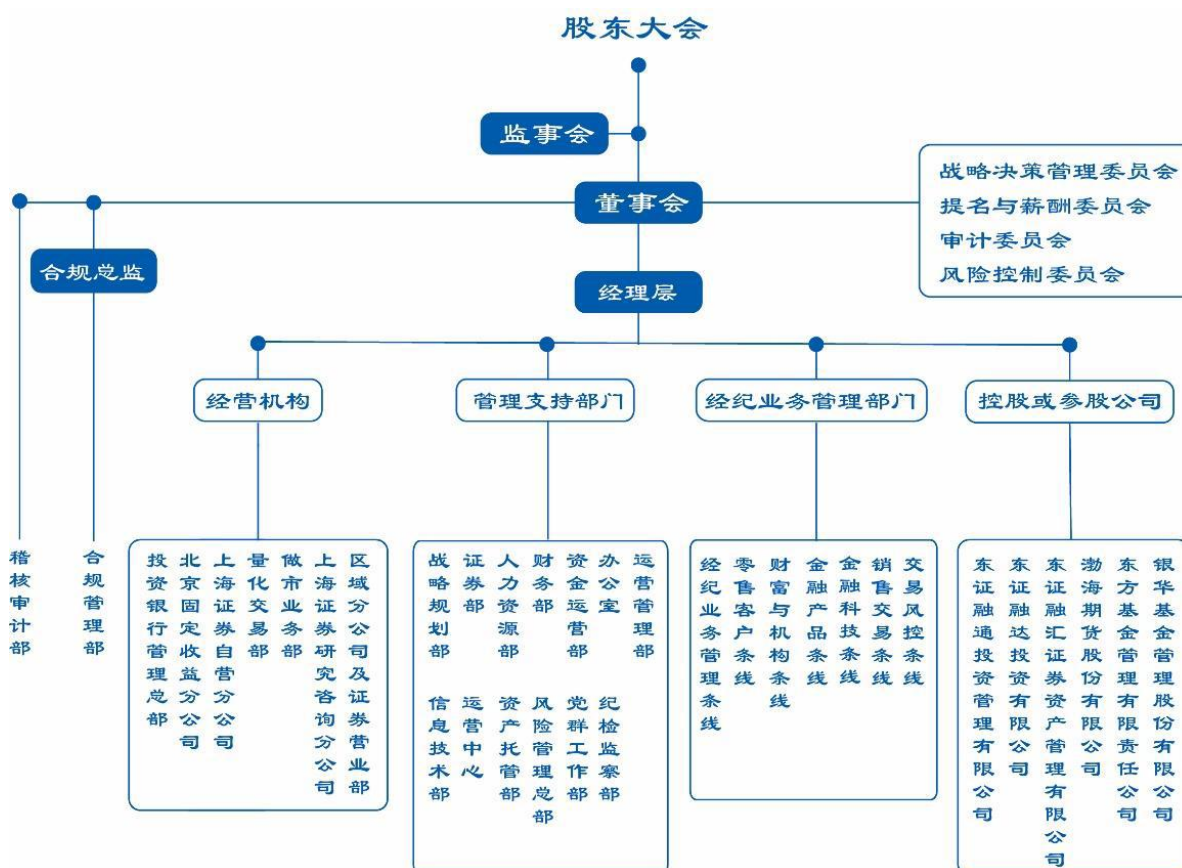 股东大会
监事会
董事会
战略决策管理委员会
提名与薪酬委员会
审计委员会
风险控制委员会
合规总监
经理层
经营机构
管理支持部门
经纪业务管理部门
控股或参股公司
稽核审计部
合规管理部
投资银行管理总部
北京固定收益分公司
上海证券自营分公司
量化交易部
做市业务部
上海证券研究咨询分公司
区域分公司及证券营业部
战略规划部
证券部
人力资源部
财务部
资金运营部
办公室
运营管理部
信息技术部
运营中心
资产托管部
风险管理总部
党群工作部
纪检监察部
经纪业务管理条线
零售客户条线
财富与机构条线
金融产品条线
金融科技条线
销售交易条线
交易风控条线
东证融通投资管理有限公司
东证融达投资有限公司
东证融汇证券资产管理有限公司
渤海期货股份有限公司
东方基金管理有限责任公司
银华基金管理股份有限公司